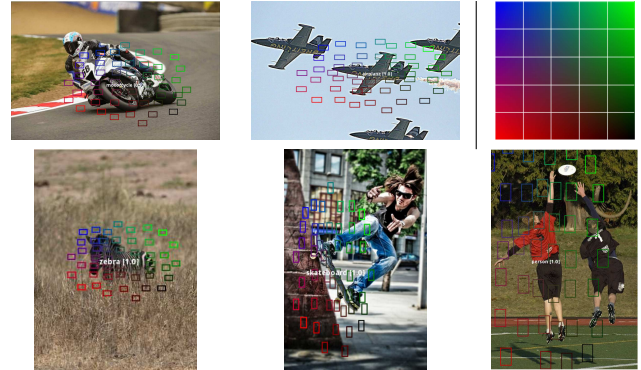 motorcycle [1.0]
airplane [1.0]
zebra [1.0]
skateboard [1.0]
person [1.0]